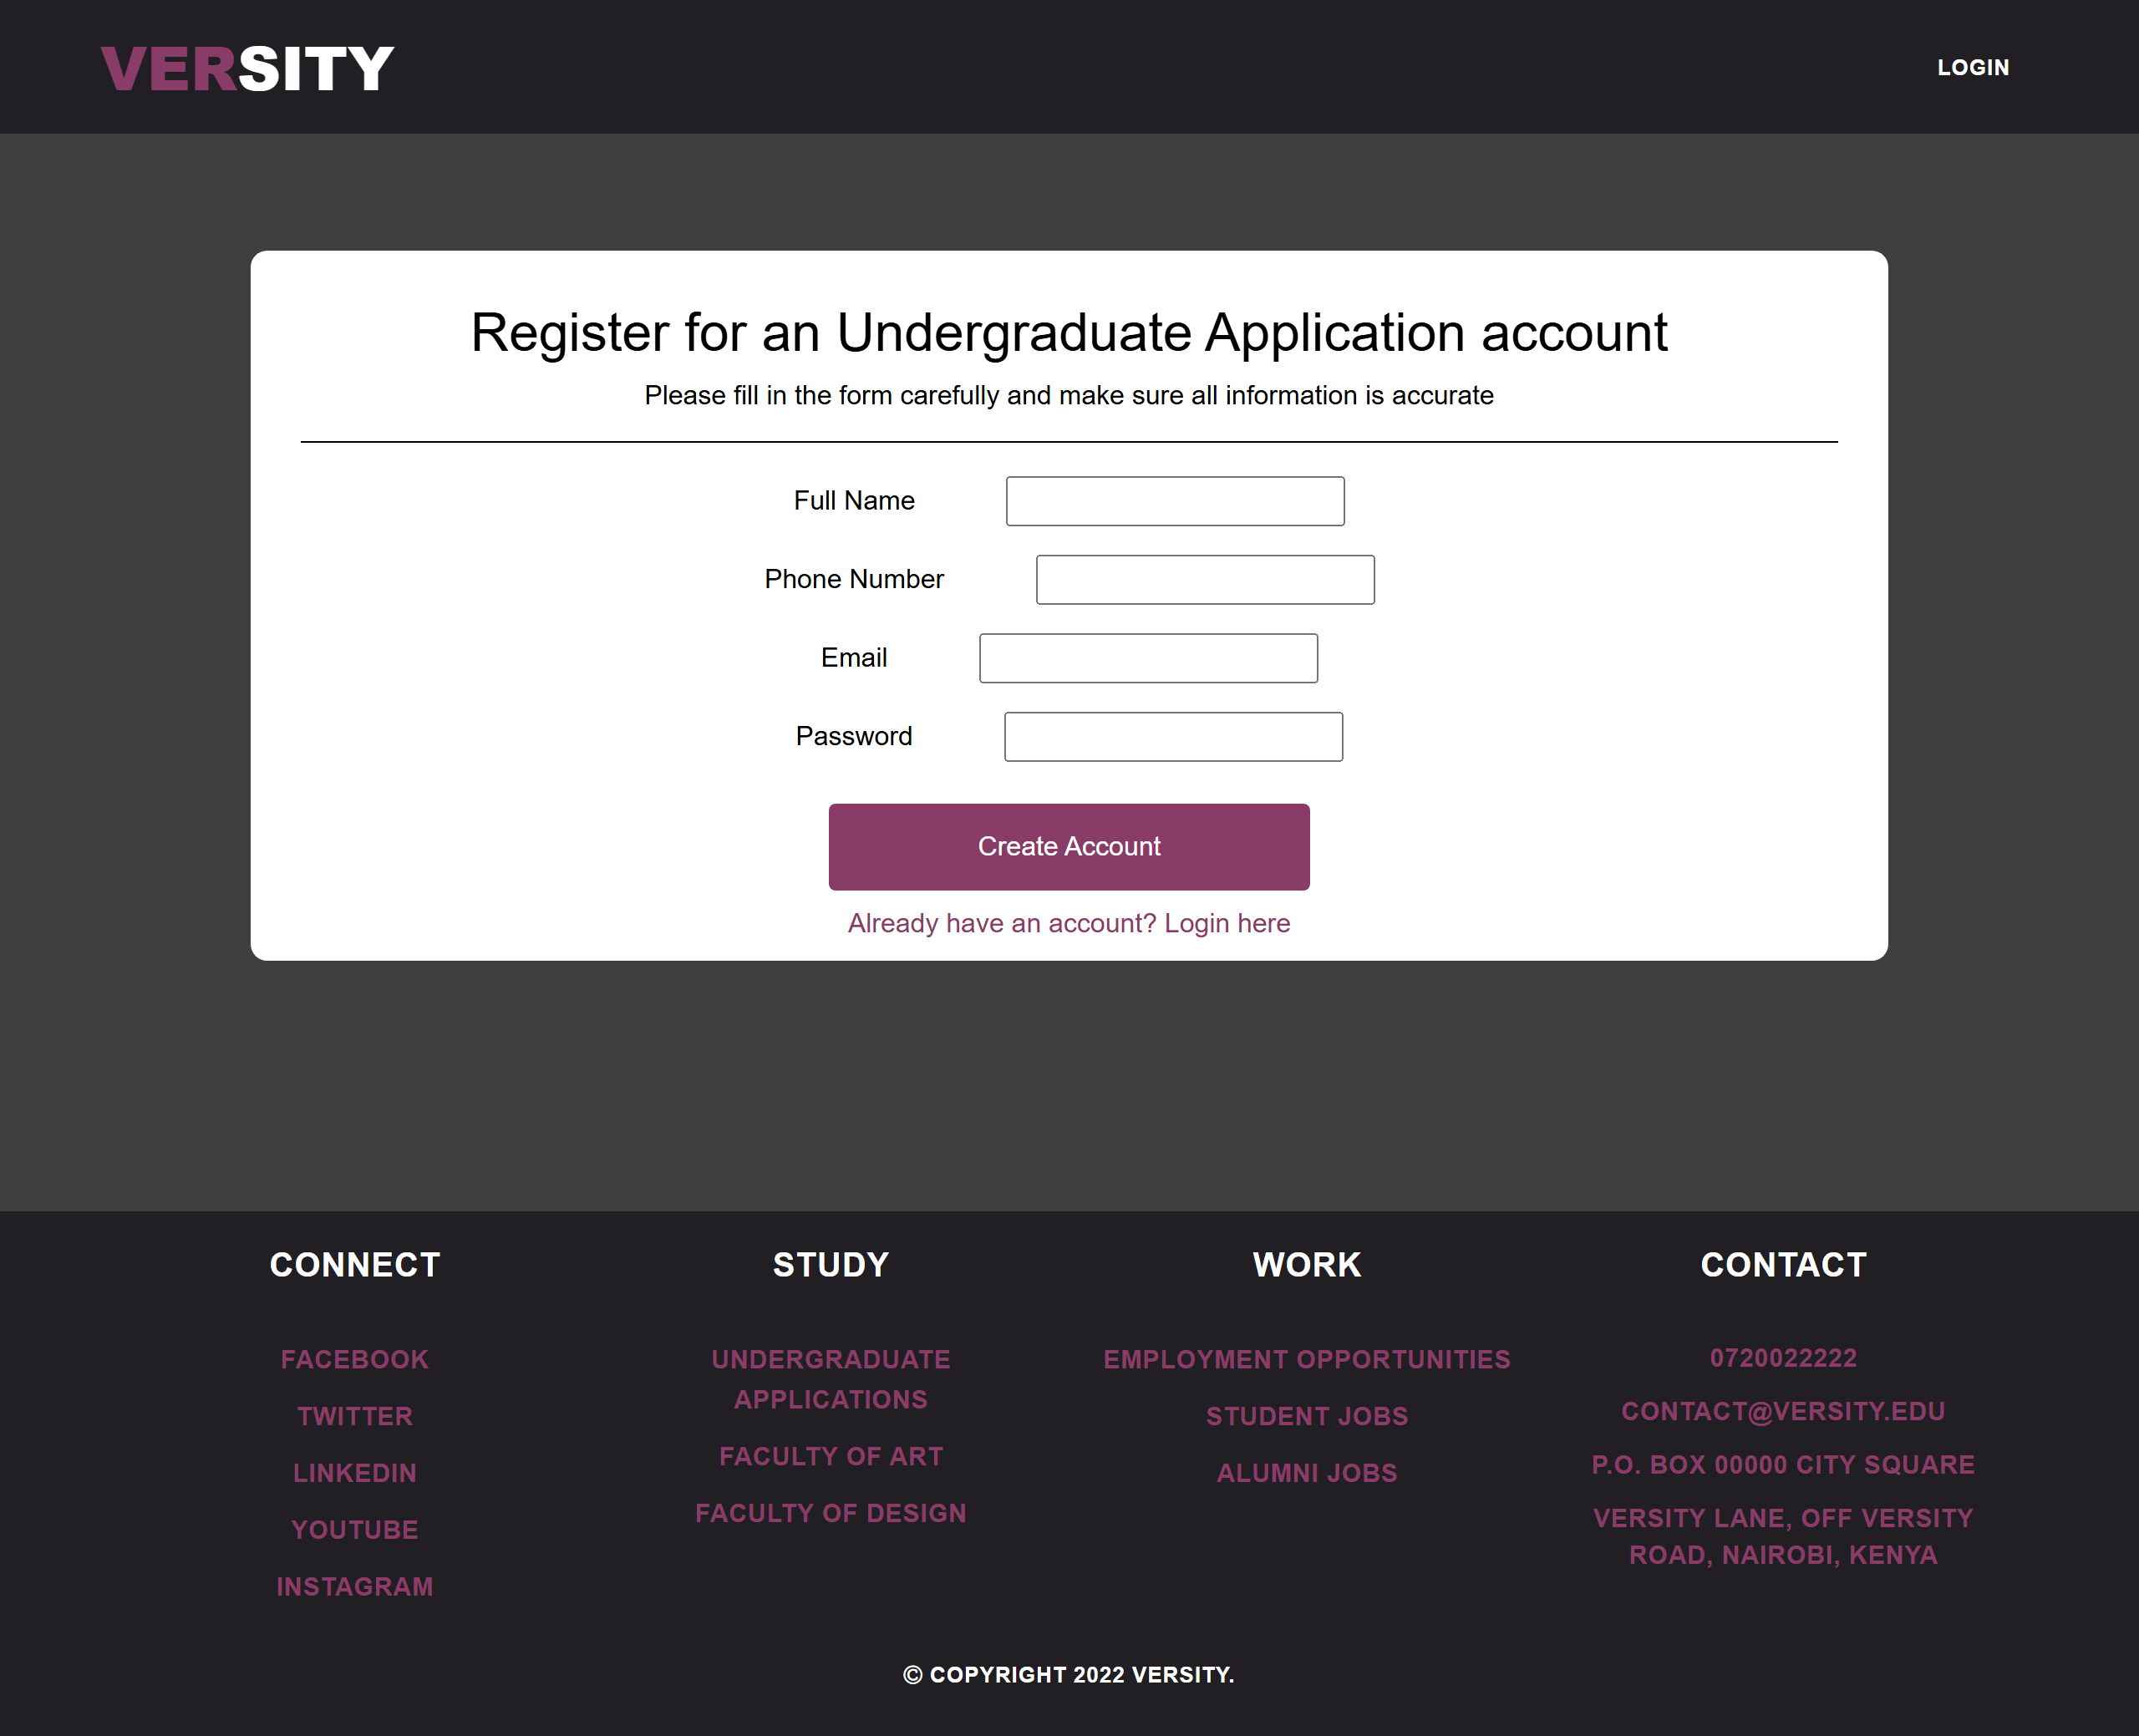 VERSITY
LOGIN
Register for an Undergraduate Application account
Please fill in the form carefully and make sure all information is accurate
Full Name
Phone Number
Email
Password
Create Account
Already have an account? Login here
CONNECT
FACEBOOK
TWITTER
LINKEDIN
YOUTUBE
INSTAGRAM
STUDY
UNDERGRADUATE
APPLICATIONS
FACULTY OF ART
FACULTY OF DESIGN
WORK
EMPLOYMENT OPPORTUNITIES
STUDENT JOBS
ALUMNI JOBS
CONTACT
0720022222
CONTACT@VERSITY.EDU
P.O. BOX 00000 CITY SQUARE
VERSITY LANE, OFF VERSITY
ROAD, NAIROBI, KENYA
© COPYRIGHT 2022 VERSITY.